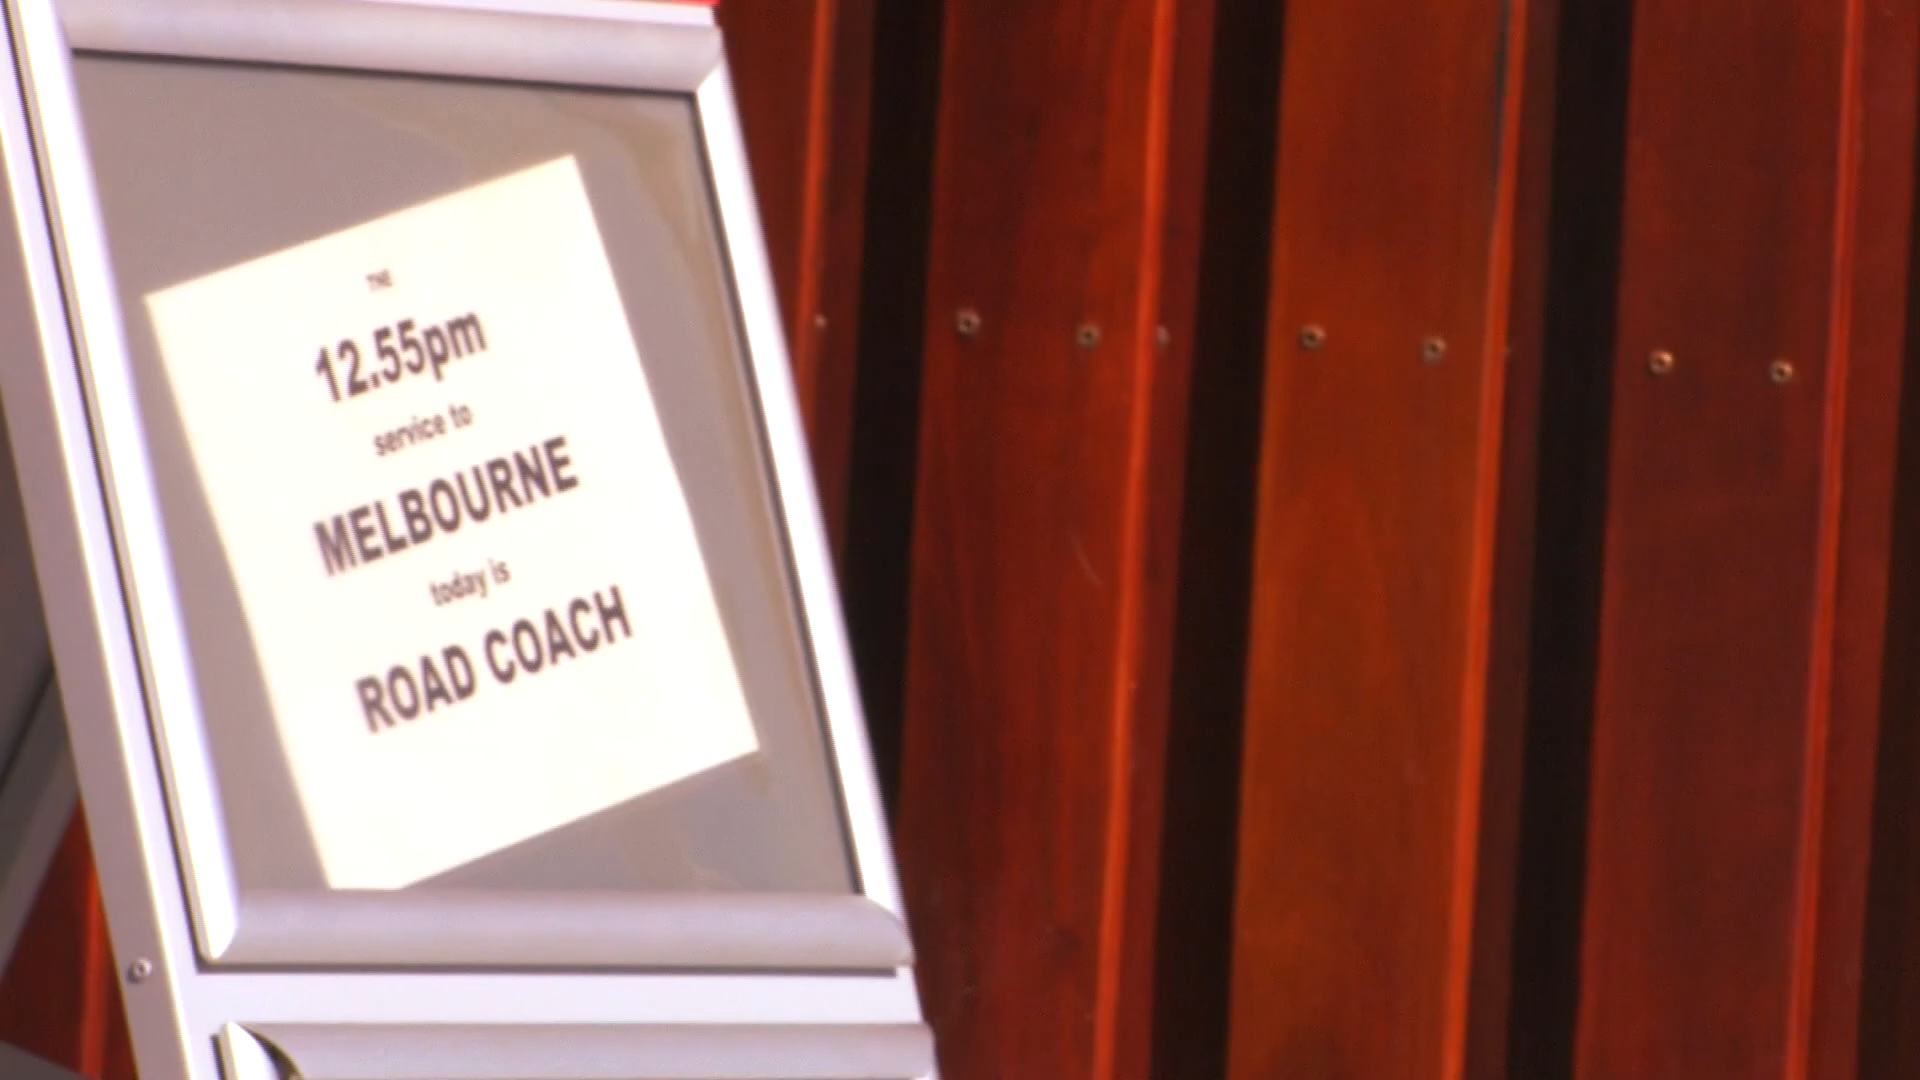 THE
12.55pm
service to
MELBOURNE
today is
ROAD COACH